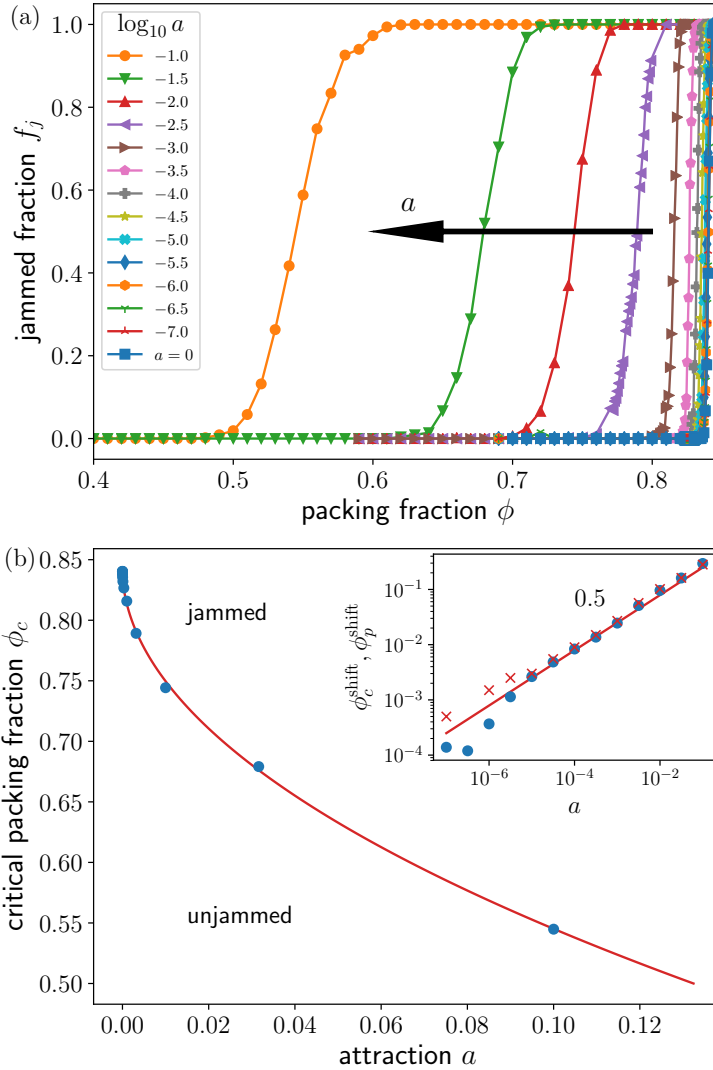 (a)
jammed fraction f_j
1.0
0.8
0.6
0.4
0.2
0.0
log₁₀ a
−1.0
−1.5
−2.0
−2.5
−3.0
−3.5
−4.0
−4.5
−5.0
−5.5
−6.0
−6.5
−7.0
a = 0
a
0.4 0.5 0.6 0.7 0.8
packing fraction ϕ
(b)
critical packing fraction ϕ_c
0.85
0.80
0.75
0.70
0.65
0.60
0.55
0.50
jammed
unjammed
ϕ_c^shift, ϕ_p^shift
10⁻¹
10⁻²
10⁻³
10⁻⁴
0.5
10⁻⁶ 10⁻⁴ 10⁻²
a
0.00 0.02 0.04 0.06 0.08 0.10 0.12
attraction a